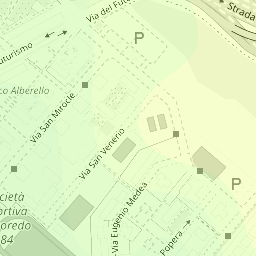 Via del Fut
Strada
P
uturismo
co Alberello
Via San Mirocle
Via San Venerio
cietà
ortiva
oredo
84
Via Eugenio Medea
P
Popera